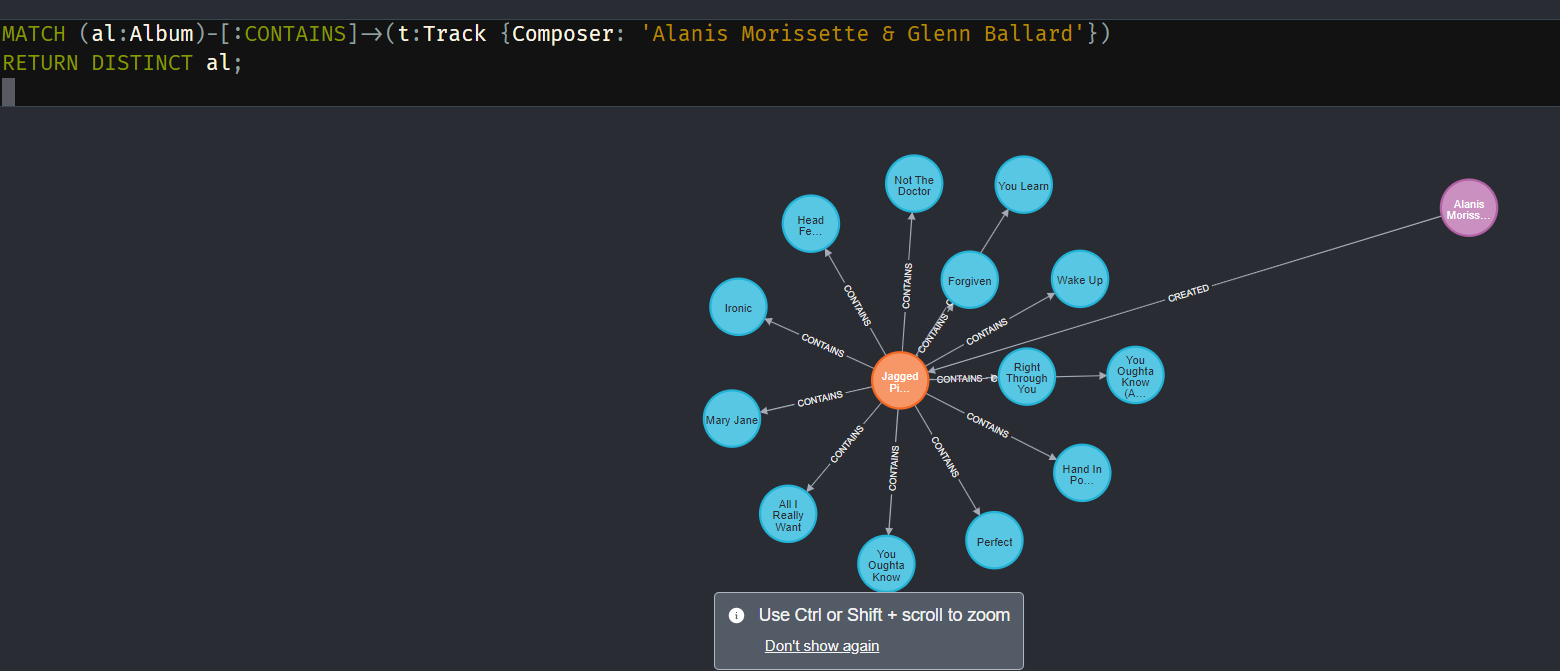 MATCH (al:Album)-[:CONTAINS]->(t:Track {Composer: 'Alanis Morissette & Glenn Ballard'})
RETURN DISTINCT al;
Not The
Doctor
You Learn
Alanis
Moriss...
Head
Fe...
Forgiven
Wake Up
CONTAINS
CREATED
Ironic
CONTAINS
CONTAINS
CONTAINS
CONTAINS
Jagged
Pi...
CONTAINS
Right
Through
You
You
Oughta
Know
(A...
Mary Jane
CONTAINS
CONTAINS
CONTAINS
CONTAINS
CONTAINS
Hand In
Po...
All I
Really
Want
Perfect
You
Oughta
Know
Use Ctrl or Shift + scroll to zoom
Don't show again